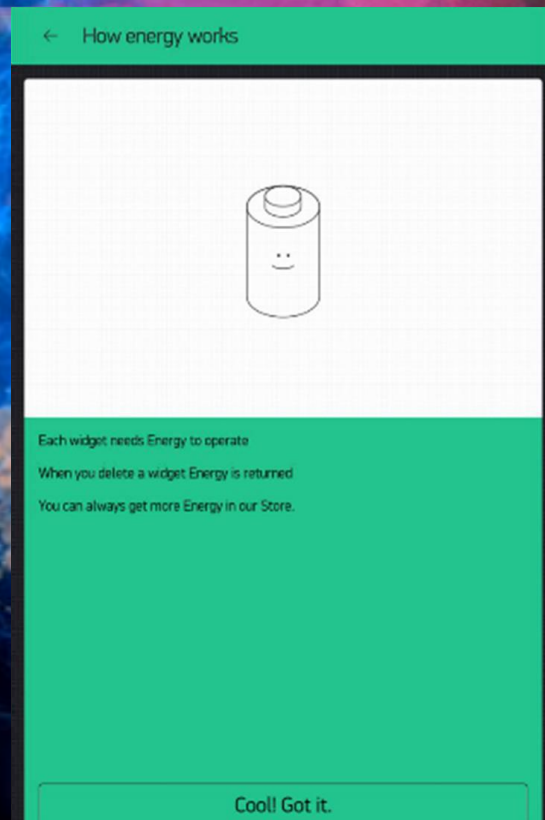 How energy works
Each widget needs Energy to operate
When you delete a widget Energy is returned
You can always get more Energy in our Store.
Cool! Got it.